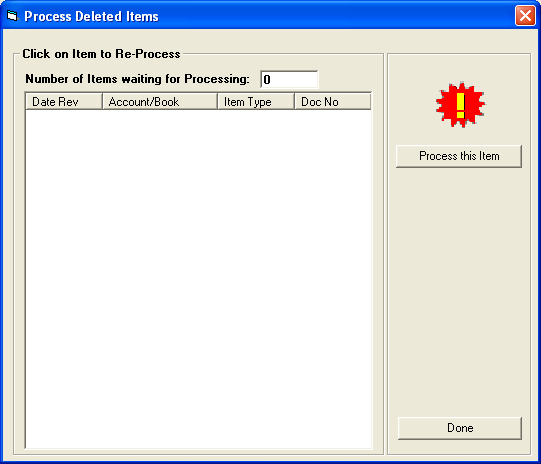 Process Deleted Items
Click on Item to Re-Process
Number of Items waiting for Processing: 0
Date Rev Account/Book Item Type Doc No
!
Process this Item
Done